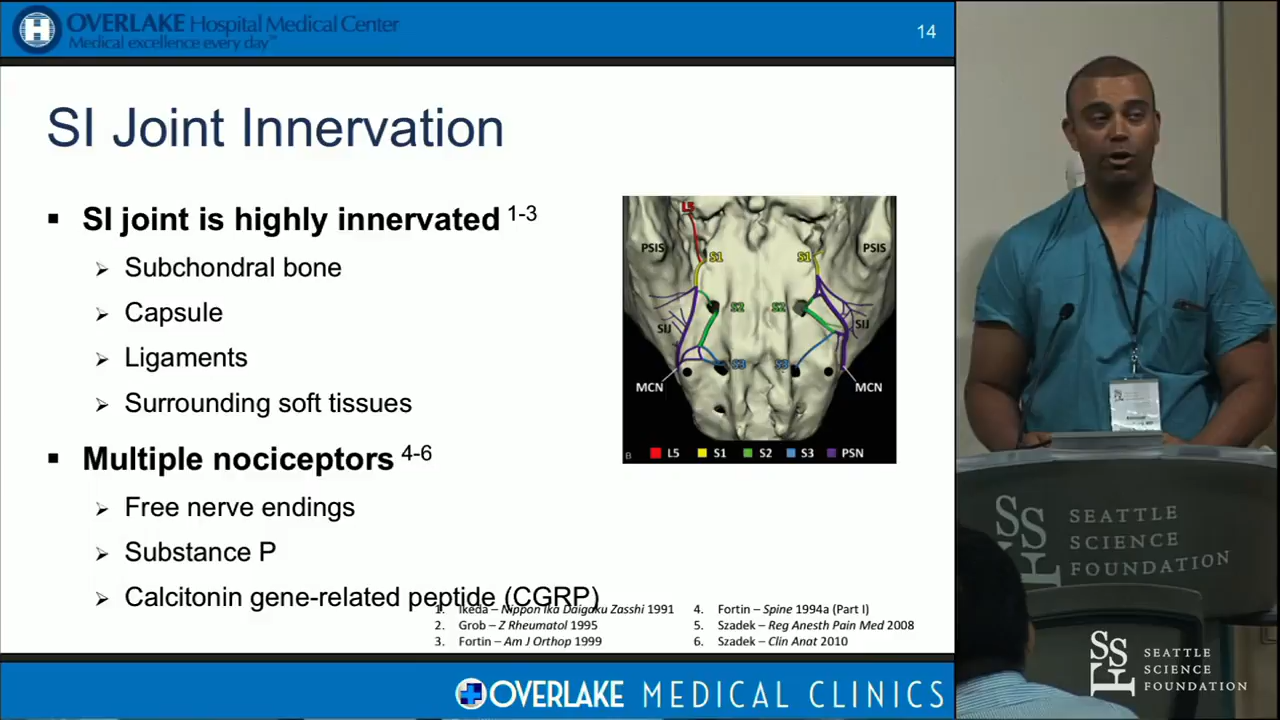 OVERLAKE Hospital Medical Center
Medical excellence every day™
14
SI Joint Innervation
SI joint is highly innervated 1-3
Subchondral bone
Capsule
Ligaments
Surrounding soft tissues
Multiple nociceptors 4-6
Free nerve endings
Substance P
Calcitonin gene-related peptide (CGRP)
L5
PSIS PSIS
S1 S1
S2 S2
SIJ SIJ
S3 S3
MCN MCN
B L5 S1 S2 S3 PSN
1. Ikeda – Nippon Ika Daigaku Zasshi 1991
2. Grob – Z Rheumatol 1995
3. Fortin – Am J Orthop 1999
4. Fortin – Spine 1994a (Part I)
5. Szadek – Reg Anesth Pain Med 2008
6. Szadek – Clin Anat 2010
OVERLAKE MEDICAL CLINICS
SSF SEATTLE
SCIENCE
FOUNDATION
SSF SEATTLE
SCIENCE
FOUNDATION